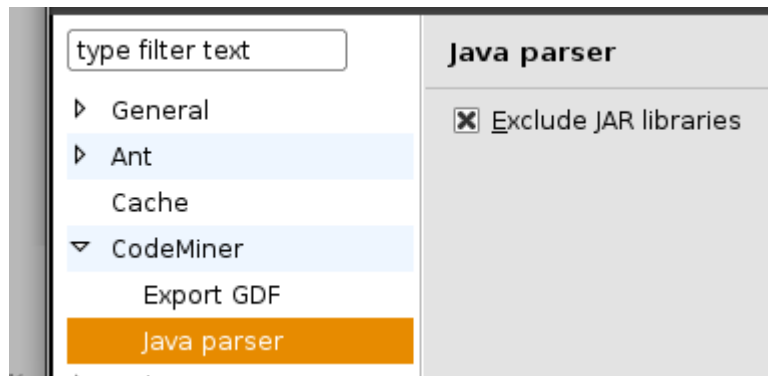 type filter text
General
Ant
Cache
CodeMiner
Export GDF
Java parser
Java parser
Exclude JAR libraries